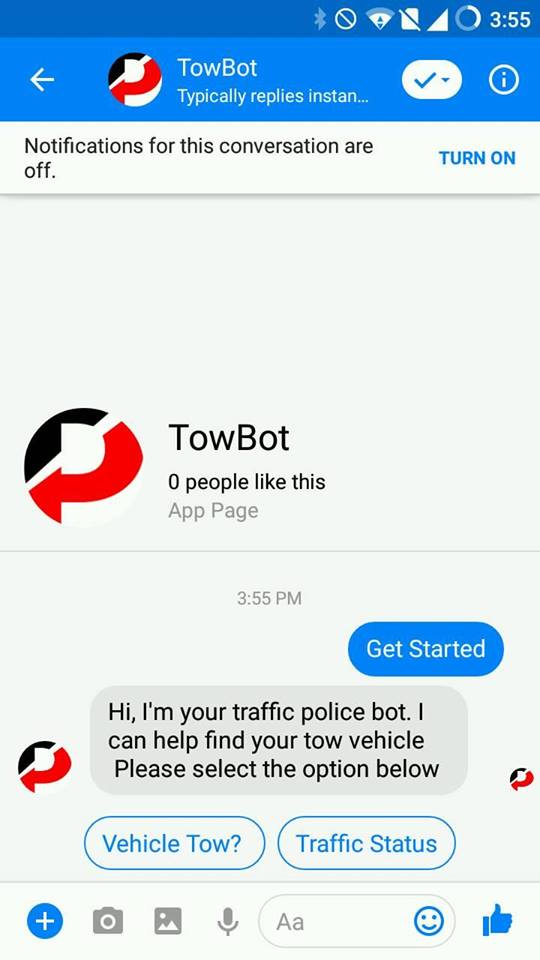 3:55
TowBot
Typically replies instan...
Notifications for this conversation are
off.
TURN ON
TowBot
0 people like this
App Page
3:55 PM
Get Started
Hi, I'm your traffic police bot. I
can help find your tow vehicle
Please select the option below
Vehicle Tow?
Traffic Status
Aa